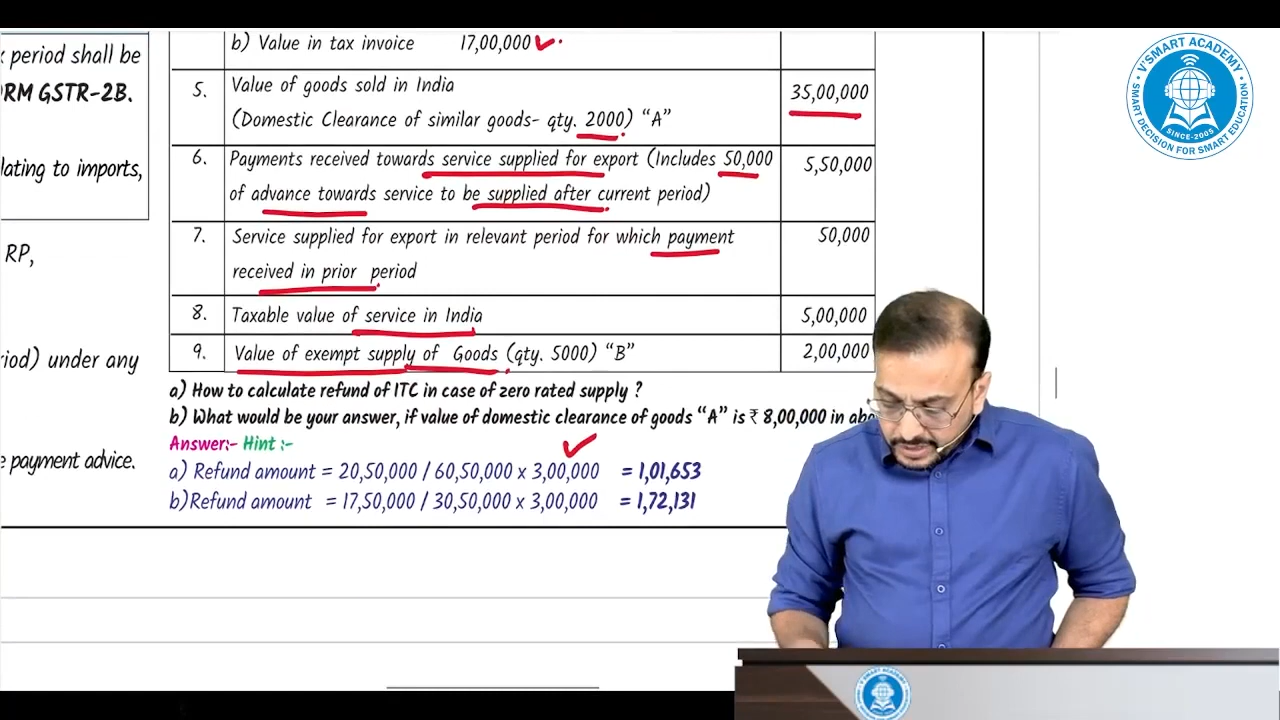 x period shall be
RM GSTR-2B.
lating to imports,
RP,
iod) under any
e payment advice.
b) Value in tax invoice 17,00,000
5. Value of goods sold in India 35,00,000
(Domestic Clearance of similar goods- qty. 2000) “A”
6. Payments received towards service supplied for export (Includes 50,000 5,50,000
of advance towards service to be supplied after current period)
7. Service supplied for export in relevant period for which payment 50,000
received in prior period
8. Taxable value of service in India 5,00,000
9. Value of exempt supply of Goods (qty. 5000) “B” 2,00,000
a) How to calculate refund of ITC in case of zero rated supply ?
b) What would be your answer, if value of domestic clearance of goods “A” is ₹ 8,00,000 in abo
Answer:- Hint :-
a) Refund amount = 20,50,000 / 60,50,000 x 3,00,000 = 1,01,653
b)Refund amount = 17,50,000 / 30,50,000 x 3,00,000 = 1,72,131
V'SMART ACADEMY
SINCE-2005
SMART DECISION FOR SMART EDUCATION